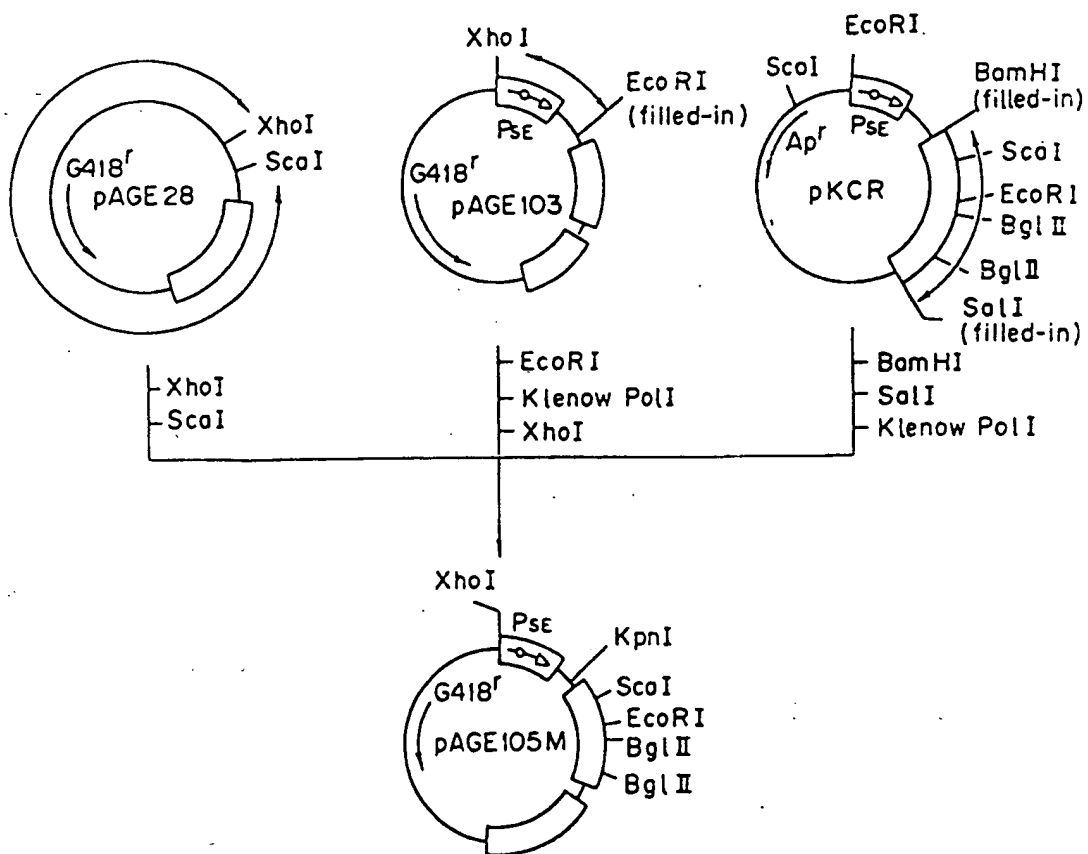 XhoI
ScaI
G418r
pAGE28
XhoI
EcoRI
(filled-in)
PSE
G418r
pAGE103
EcoRI
ScaI
BamHI
(filled-in)
PSE
Apr
pKCR
ScaI
EcoRI
BglII
BglII
SalI
(filled-in)
XhoI
ScaI
EcoRI
Klenow PolI
XhoI
BamHI
SalI
Klenow PolI
XhoI
PSE
KpnI
G418r
ScaI
EcoRI
pAGE105M
BglII
BglII